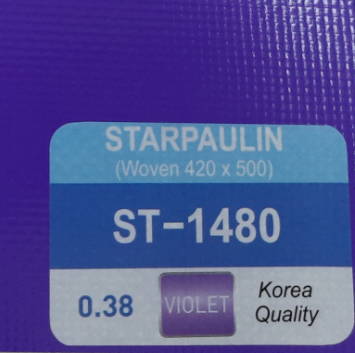 STARPAULIN
(Woven 420 x 500)
ST-1480
0.38
VIOLET
Korea
Quality